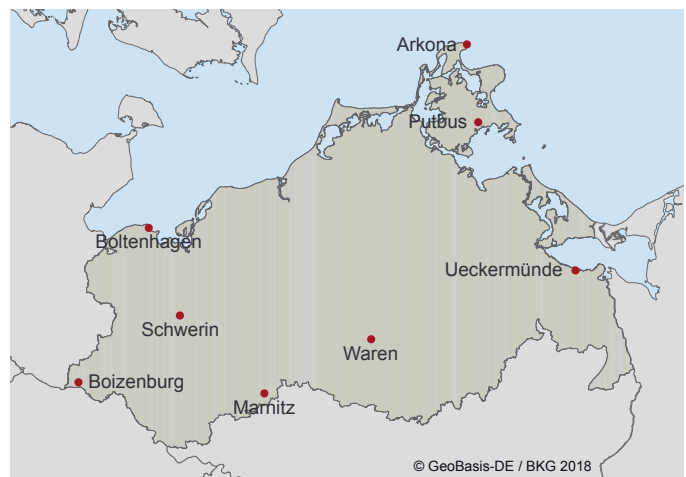 Arkona
Putbus
Boltenhagen
Ueckermünde
Schwerin
Waren
Boizenburg
Marnitz
© GeoBasis-DE / BKG 2018